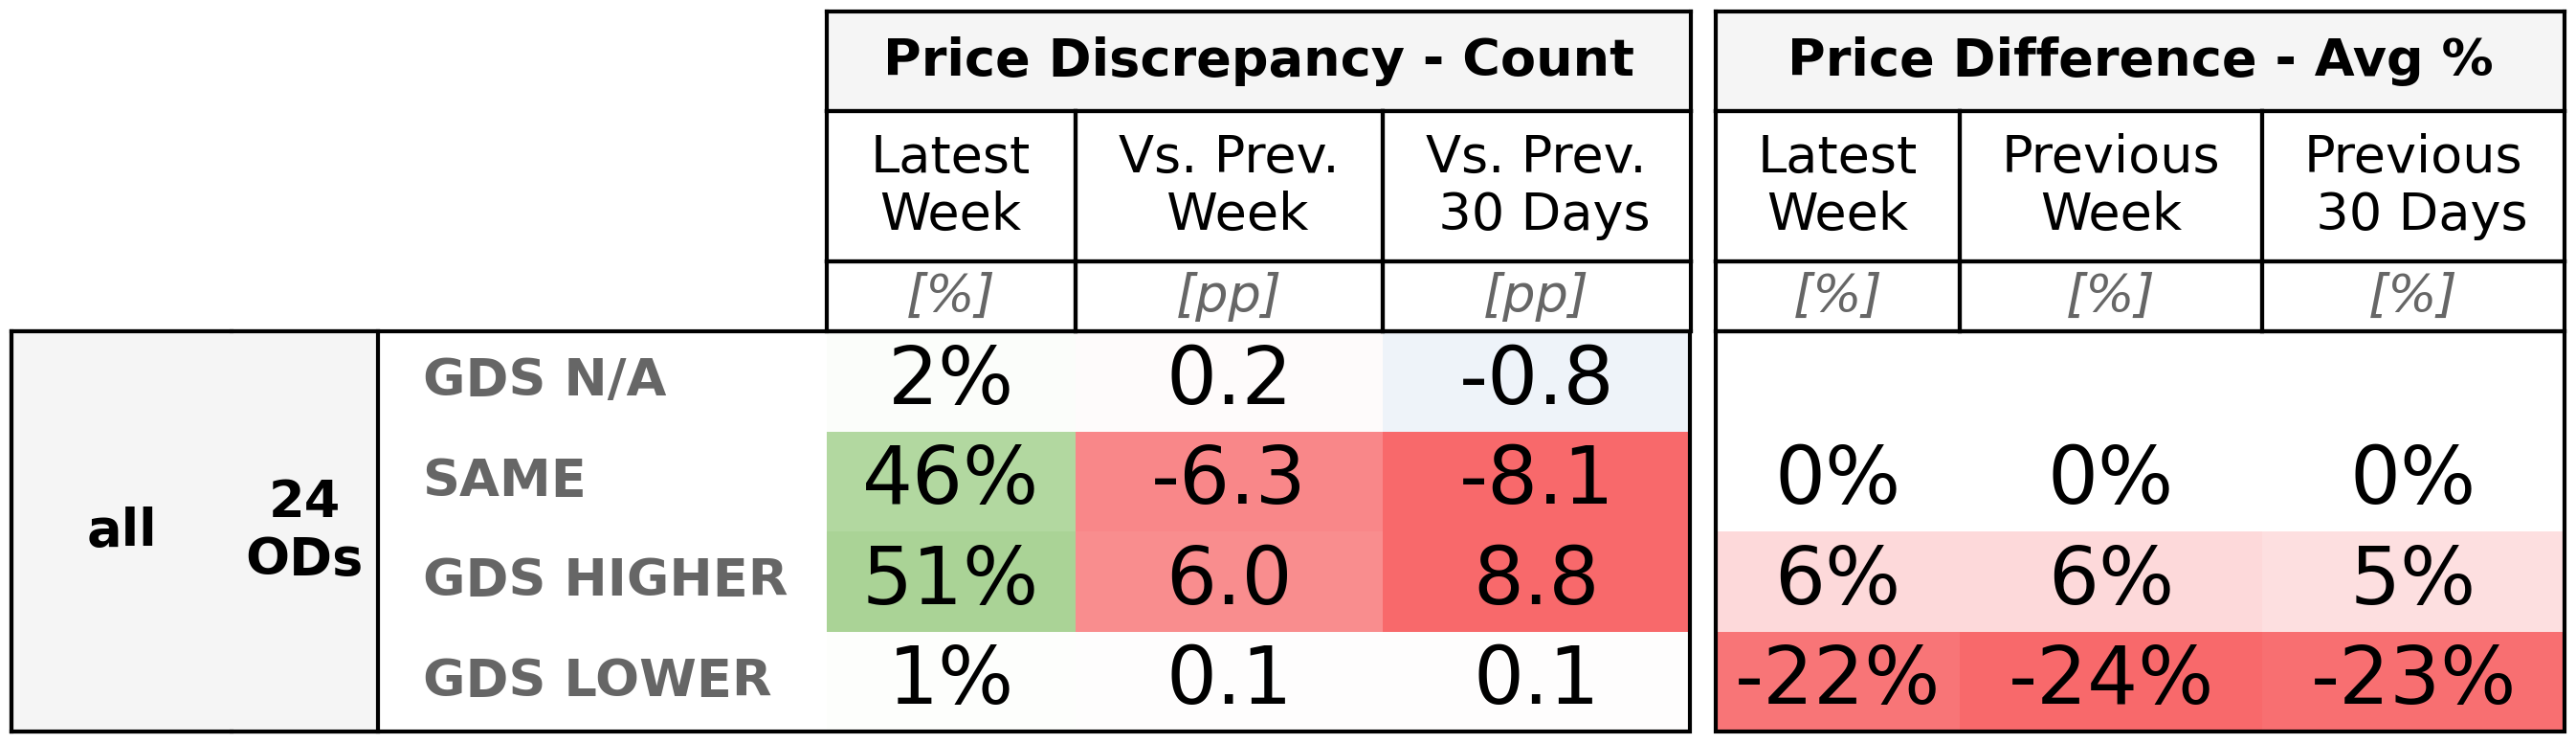 Price Discrepancy - Count Price Difference - Avg %
Latest Week Vs. Prev. Week Vs. Prev. 30 Days Latest Week Previous Week Previous 30 Days
[%] [pp] [pp] [%] [%] [%]
all 24 ODs
GDS N/A 2% 0.2 -0.8
SAME 46% -6.3 -8.1 0% 0% 0%
GDS HIGHER 51% 6.0 8.8 6% 6% 5%
GDS LOWER 1% 0.1 0.1 -22% -24% -23%